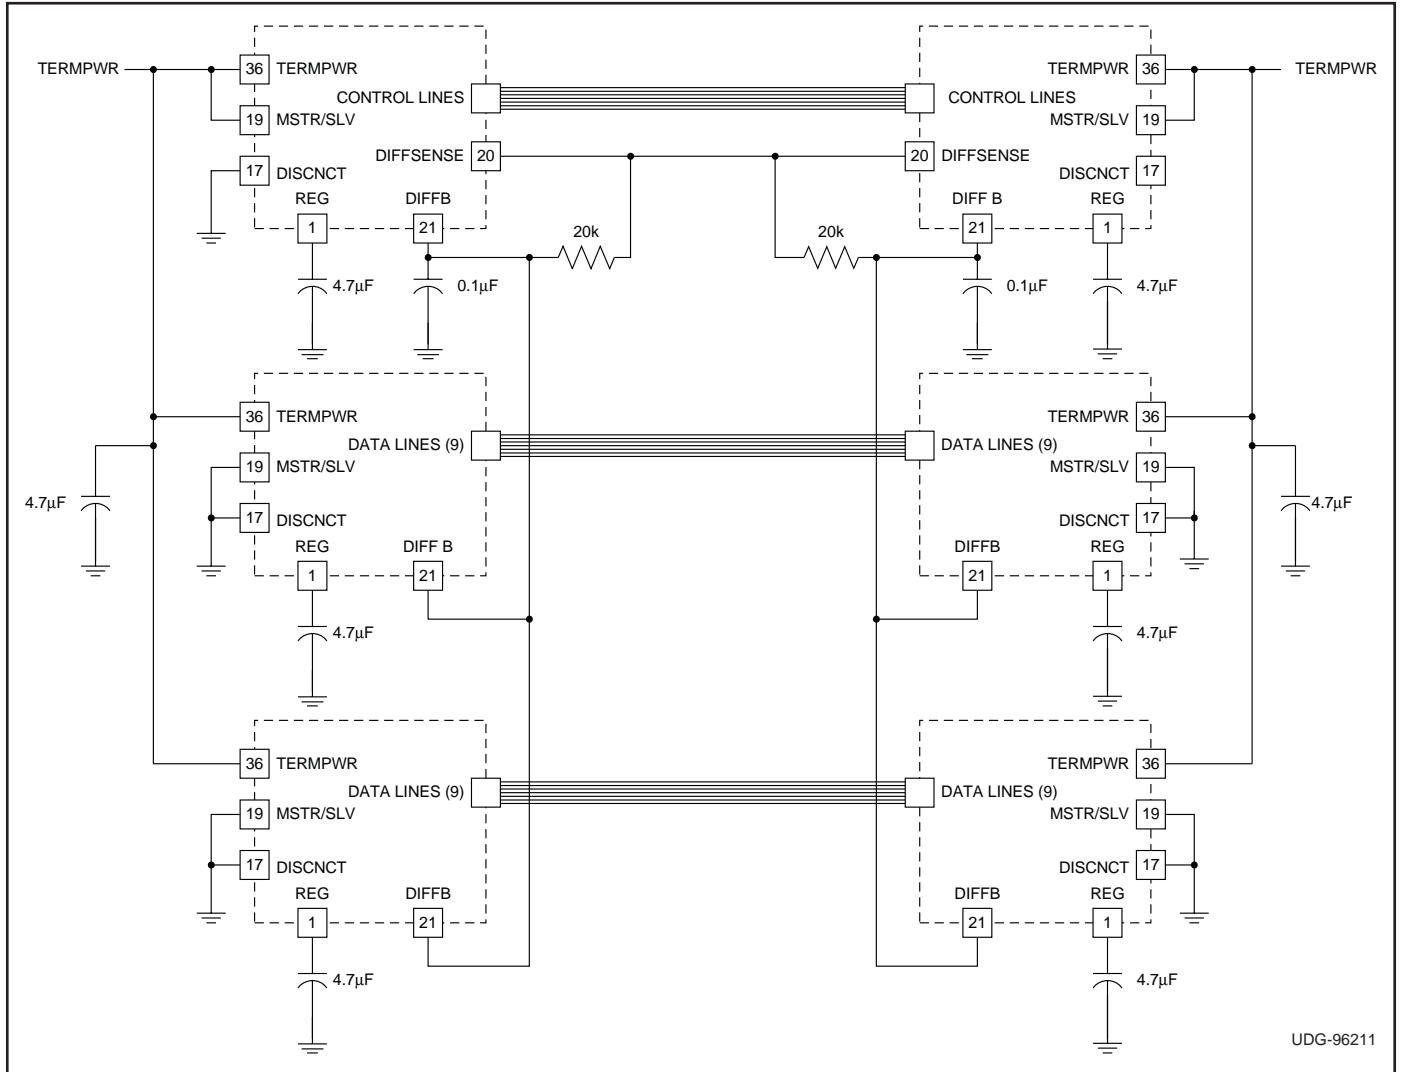 TERMPWR
36 TERMPWR
CONTROL LINES
19 MSTR/SLV
DIFFSENSE 20
17 DISCNCT
REG
DIFFB
1
21
4.7µF
0.1µF
20k
TERMPWR 36
TERMPWR
CONTROL LINES
MSTR/SLV 19
20 DIFFSENSE
DISCNCT 17
DIFF B
REG
21
1
20k
0.1µF
4.7µF
36 TERMPWR
DATA LINES (9)
19 MSTR/SLV
4.7µF
17 DISCNCT
REG
DIFF B
1
21
4.7µF
TERMPWR 36
DATA LINES (9)
MSTR/SLV 19
4.7µF
DISCNCT 17
DIFFB
REG
21
1
4.7µF
36 TERMPWR
DATA LINES (9)
19 MSTR/SLV
17 DISCNCT
REG
DIFFB
1
21
4.7µF
TERMPWR 36
DATA LINES (9)
MSTR/SLV 19
DISCNCT 17
DIFFB
REG
21
1
4.7µF
UDG-96211